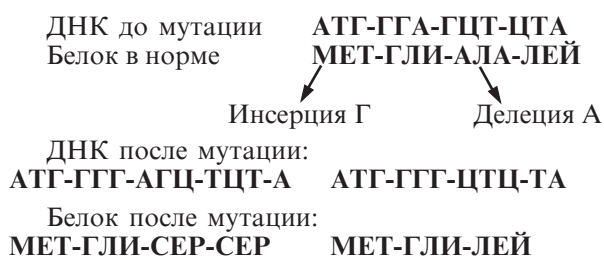 ДНК до мутации АТГ-ГГА-ГЦТ-ЦТА
Белок в норме МЕТ-ГЛИ-АЛА-ЛЕЙ
Инсерция Г Делеция А
ДНК после мутации:
АТГ-ГГГ-АГЦ-ТЦТ-А АТГ-ГГГ-ЦТЦ-ТА
Белок после мутации:
МЕТ-ГЛИ-СЕР-СЕР МЕТ-ГЛИ-ЛЕЙ